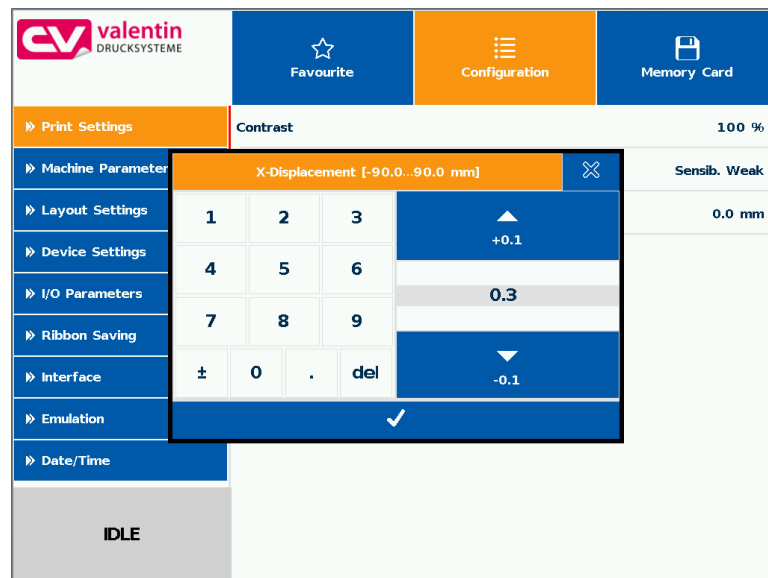 valentin
DRUCKSYSTEME
Favourite
Configuration
Memory Card
Print Settings
Contrast
100 %
Machine Parameter
X-Displacement [-90.0...90.0 mm]
Sensib. Weak
Layout Settings
1 2 3
+0.1
0.0 mm
Device Settings
4 5 6
I/O Parameters
0.3
7 8 9
Ribbon Saving
Interface
± 0 . del
-0.1
Emulation
Date/Time
IDLE